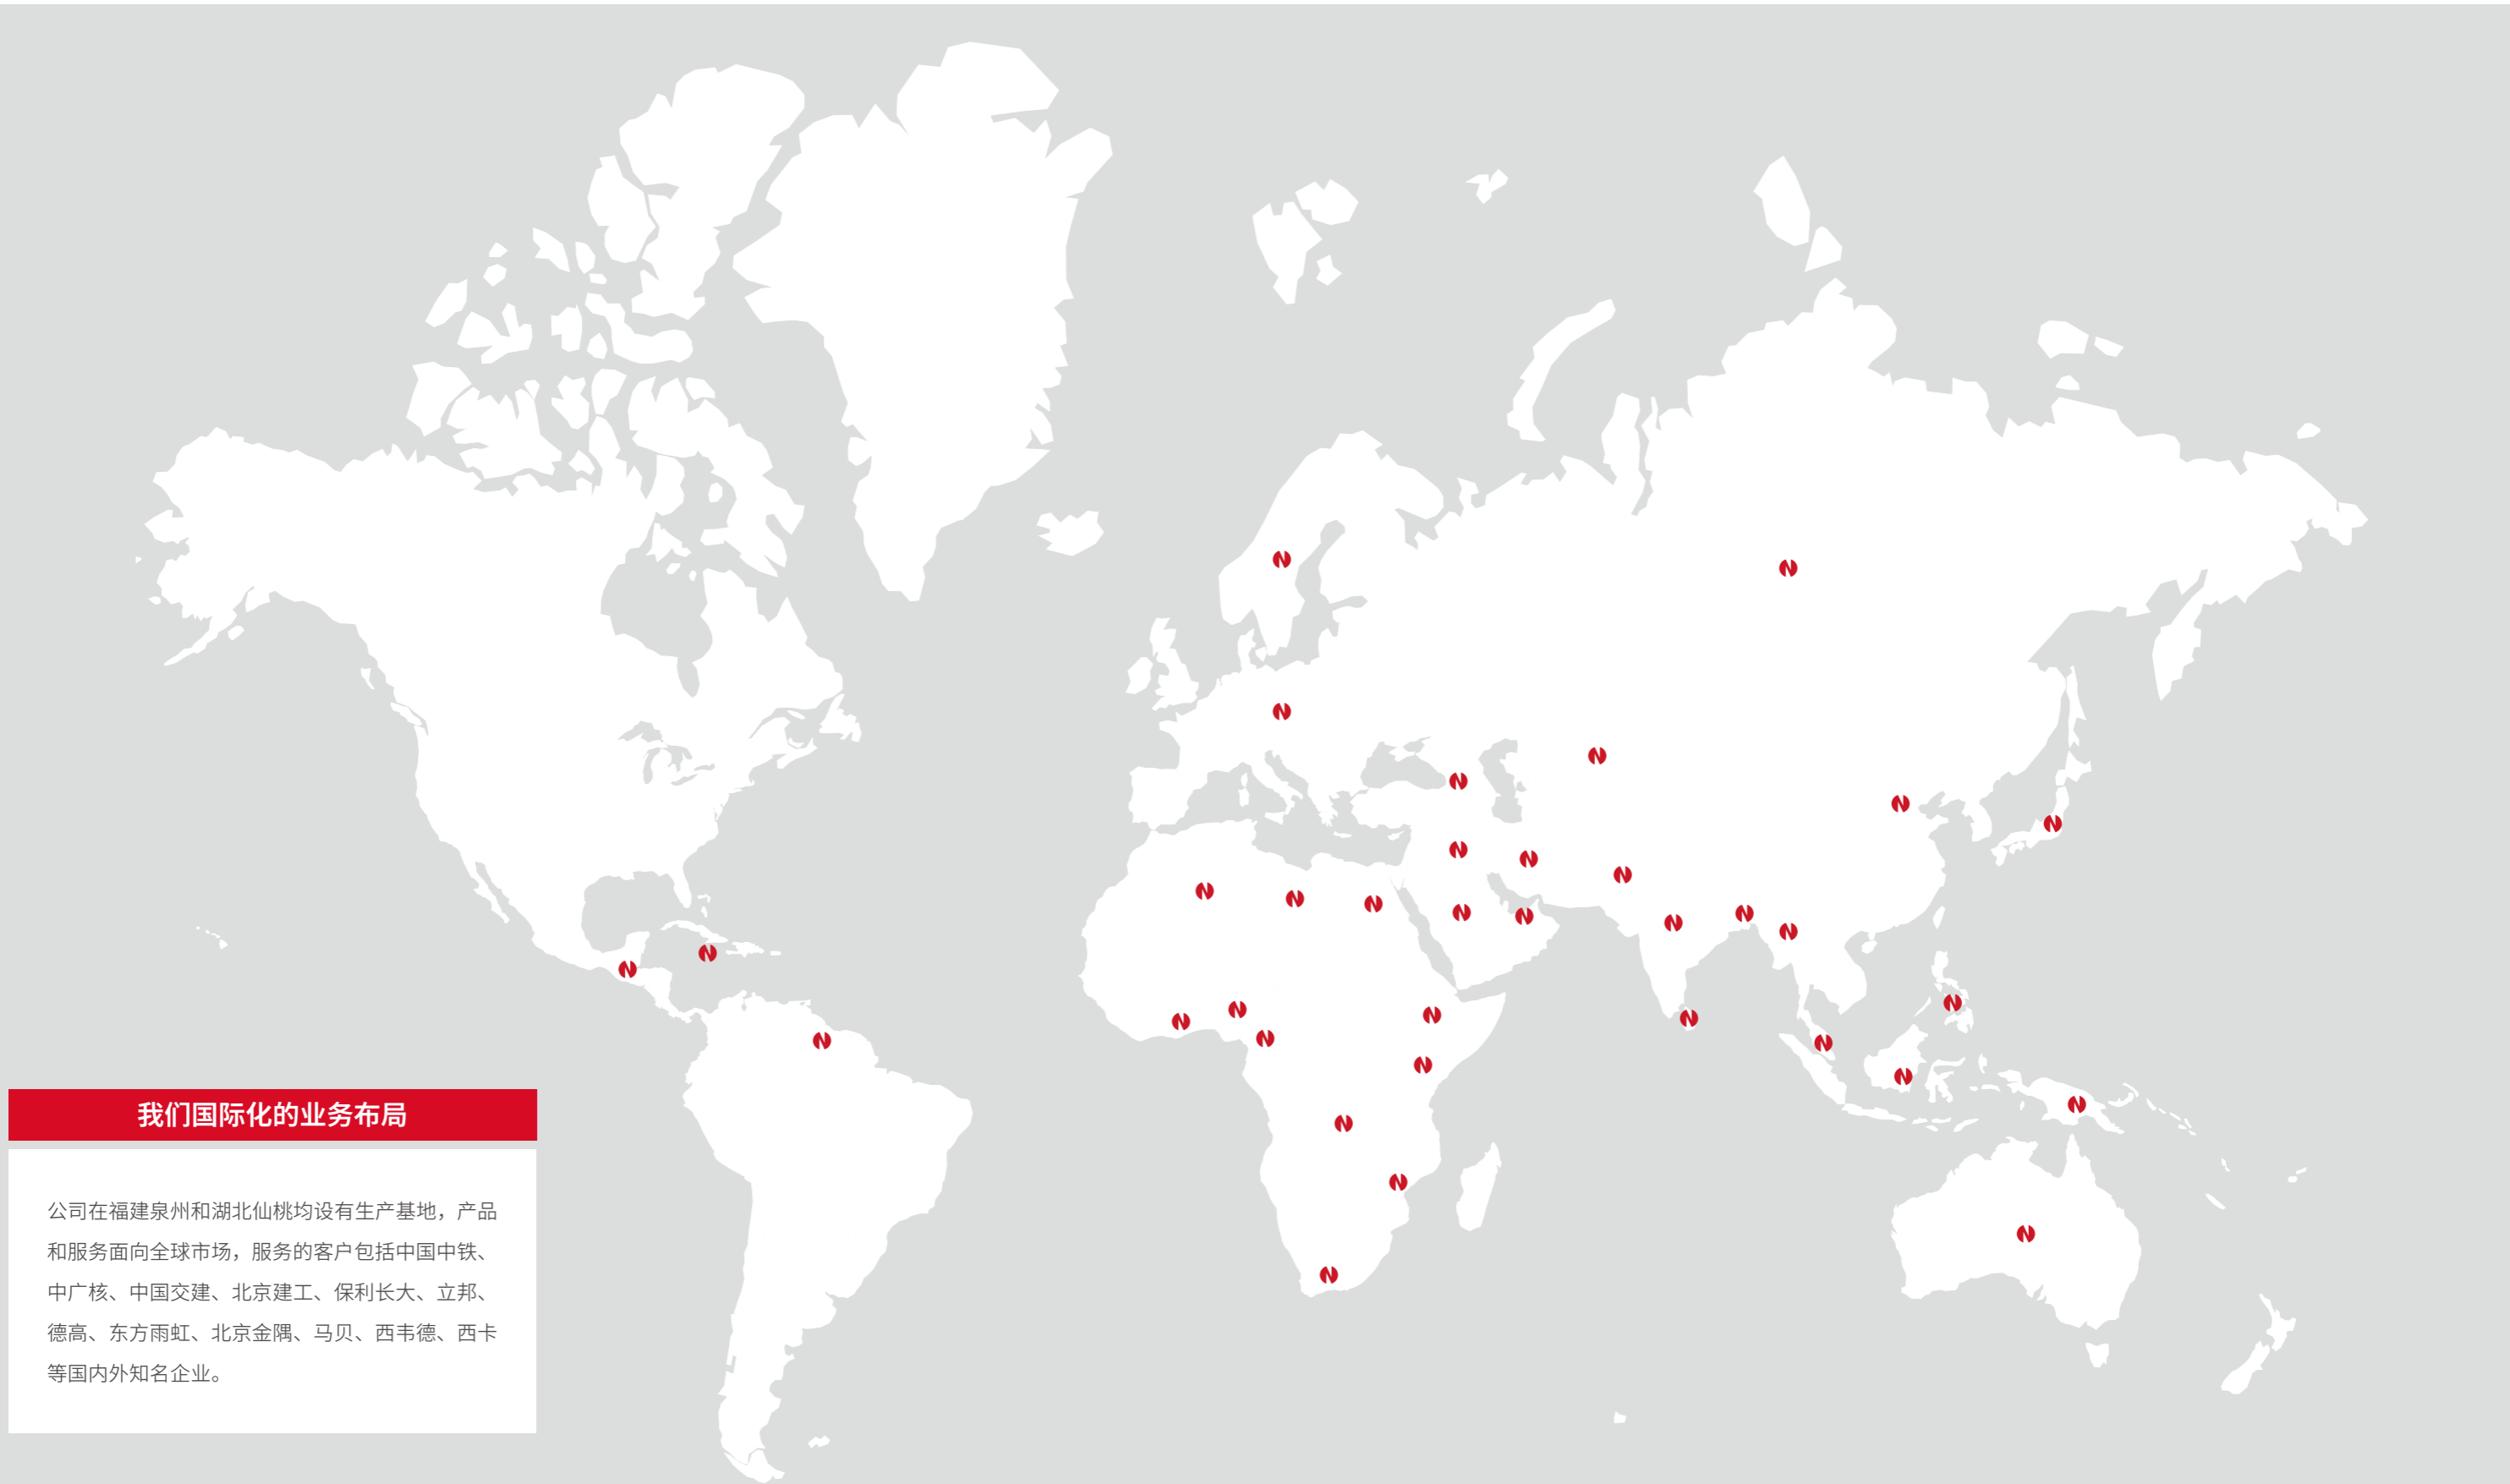 我们国际化的业务布局
公司在福建泉州和湖北仙桃均设有生产基地，产品
和服务面向全球市场，服务的客户包括中国中铁、
中广核、中国交建、北京建工、保利长大、立邦、
德高、东方雨虹、北京金隅、马贝、西韦德、西卡
等国内外知名企业。